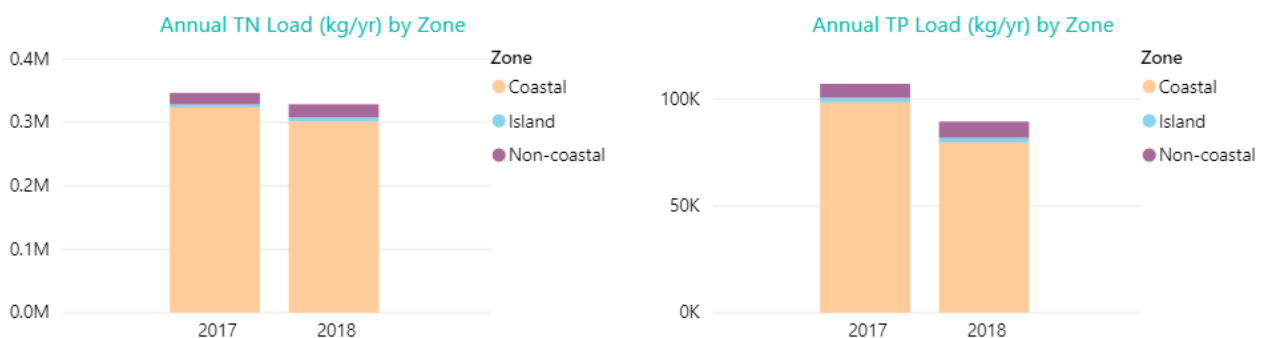 Annual TN Load (kg/yr) by Zone
0.4M
0.3M
0.2M
0.1M
0.0M
2017
2018
Zone
Coastal
Island
Non-coastal
Annual TP Load (kg/yr) by Zone
100K
50K
0K
2017
2018
Zone
Coastal
Island
Non-coastal